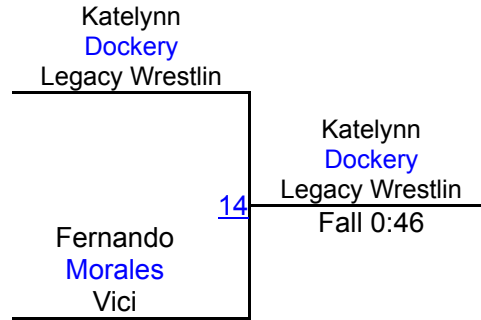 Katelynn
Dockery
Legacy Wrestlin
Katelynn
Dockery
Legacy Wrestlin
14
Fall 0:46
Fernando
Morales
Vici